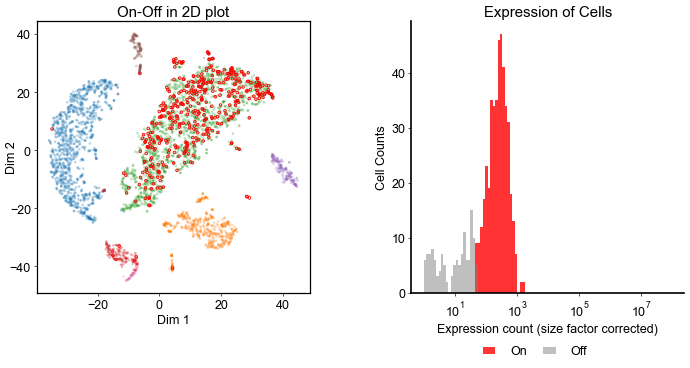 On-Off in 2D plot
40
20
0
−20
−40
−20
0
20
40
Dim 2
Dim 1
Expression of Cells
40
30
20
10
0
10^1
10^3
10^5
10^7
Cell Counts
Expression count (size factor corrected)
On
Off